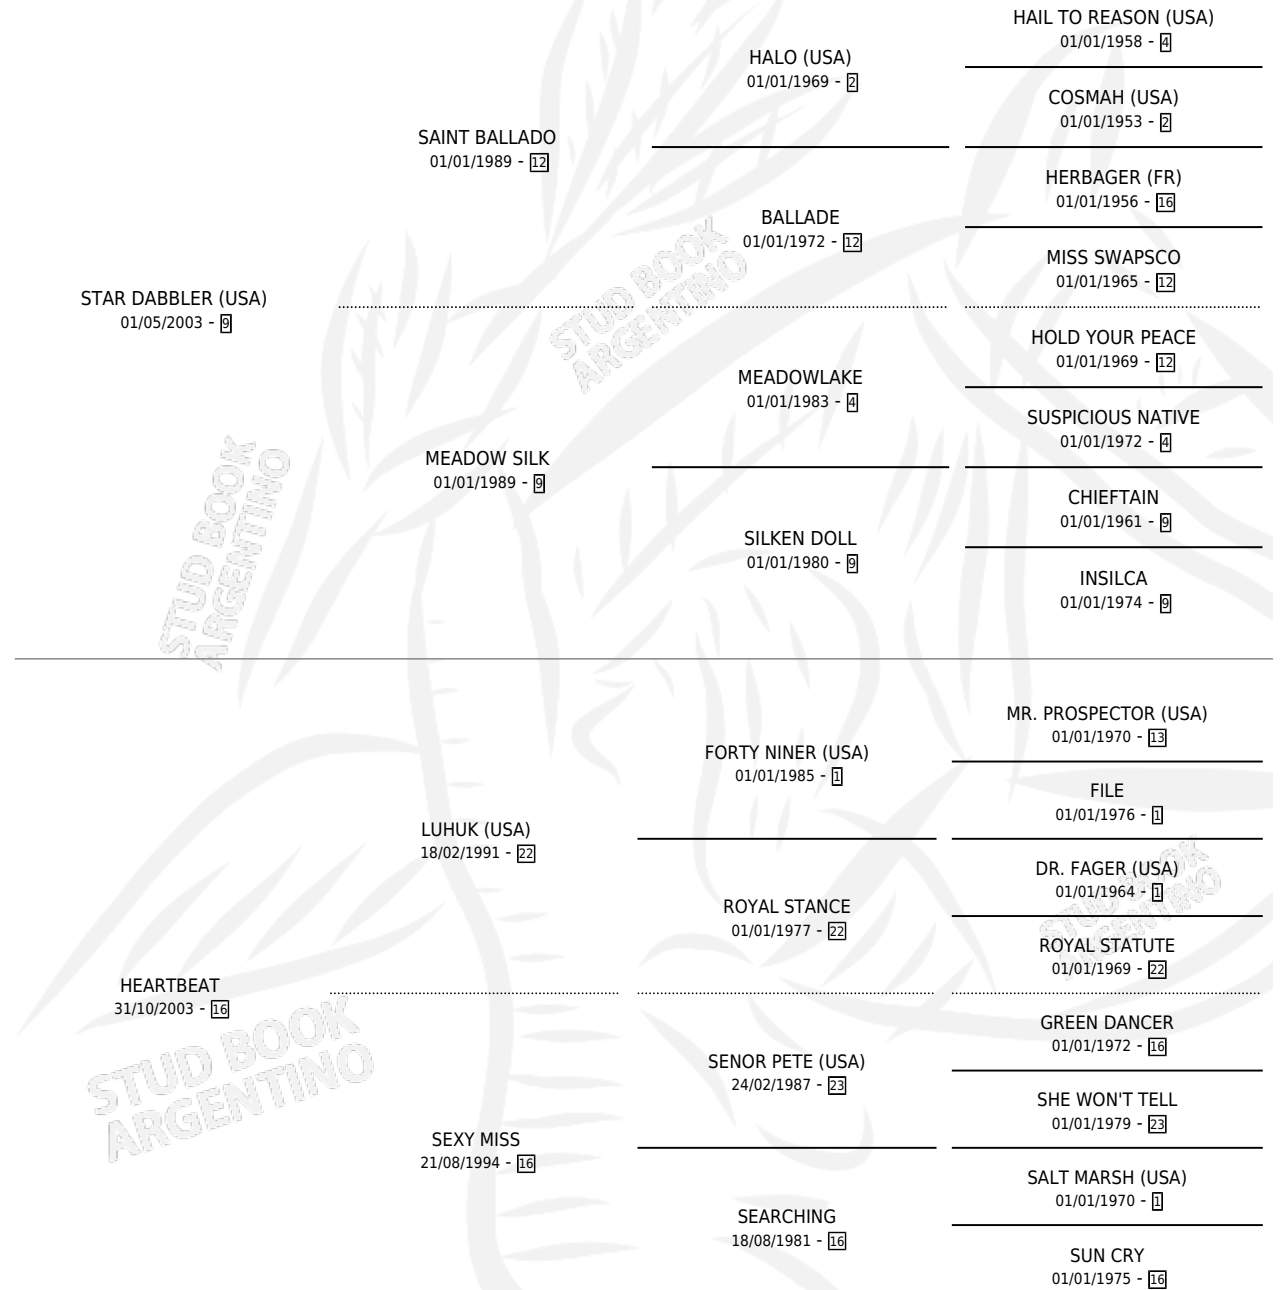 HAIL TO REASON (USA)
01/01/1958 - 4
HALO (USA)
01/01/1969 - 2
COSMAH (USA)
01/01/1953 - 2
SAINT BALLADO
01/01/1989 - 12
HERBAGER (FR)
01/01/1956 - 16
BALLADE
01/01/1972 - 12
MISS SWAPSCO
01/01/1965 - 12
STAR DABBLER (USA)
01/05/2003 - 9
STUD BOOK
ARGENTINO
HOLD YOUR PEACE
01/01/1969 - 12
MEADOWLAKE
01/01/1983 - 4
SUSPICIOUS NATIVE
01/01/1972 - 4
MEADOW SILK
01/01/1989 - 9
CHIEFTAIN
01/01/1961 - 9
SILKEN DOLL
01/01/1980 - 9
INSILCA
01/01/1974 - 9
STUD BOOK
ARGENTINO
MR. PROSPECTOR (USA)
01/01/1970 - 13
FORTY NINER (USA)
01/01/1985 - 1
FILE
01/01/1976 - 1
LUHUK (USA)
18/02/1991 - 22
DR. FAGER (USA)
01/01/1964 - 1
ROYAL STANCE
01/01/1977 - 22
STUD BOOK
ARGENTINO
ROYAL STATUTE
01/01/1969 - 22
HEARTBEAT
31/10/2003 - 16
STUD BOOK
ARGENTINO
GREEN DANCER
01/01/1972 - 16
SENOR PETE (USA)
24/02/1987 - 23
SHE WON'T TELL
01/01/1979 - 23
SEXY MISS
21/08/1994 - 16
SALT MARSH (USA)
01/01/1970 - 1
SEARCHING
18/08/1981 - 16
SUN CRY
01/01/1975 - 16